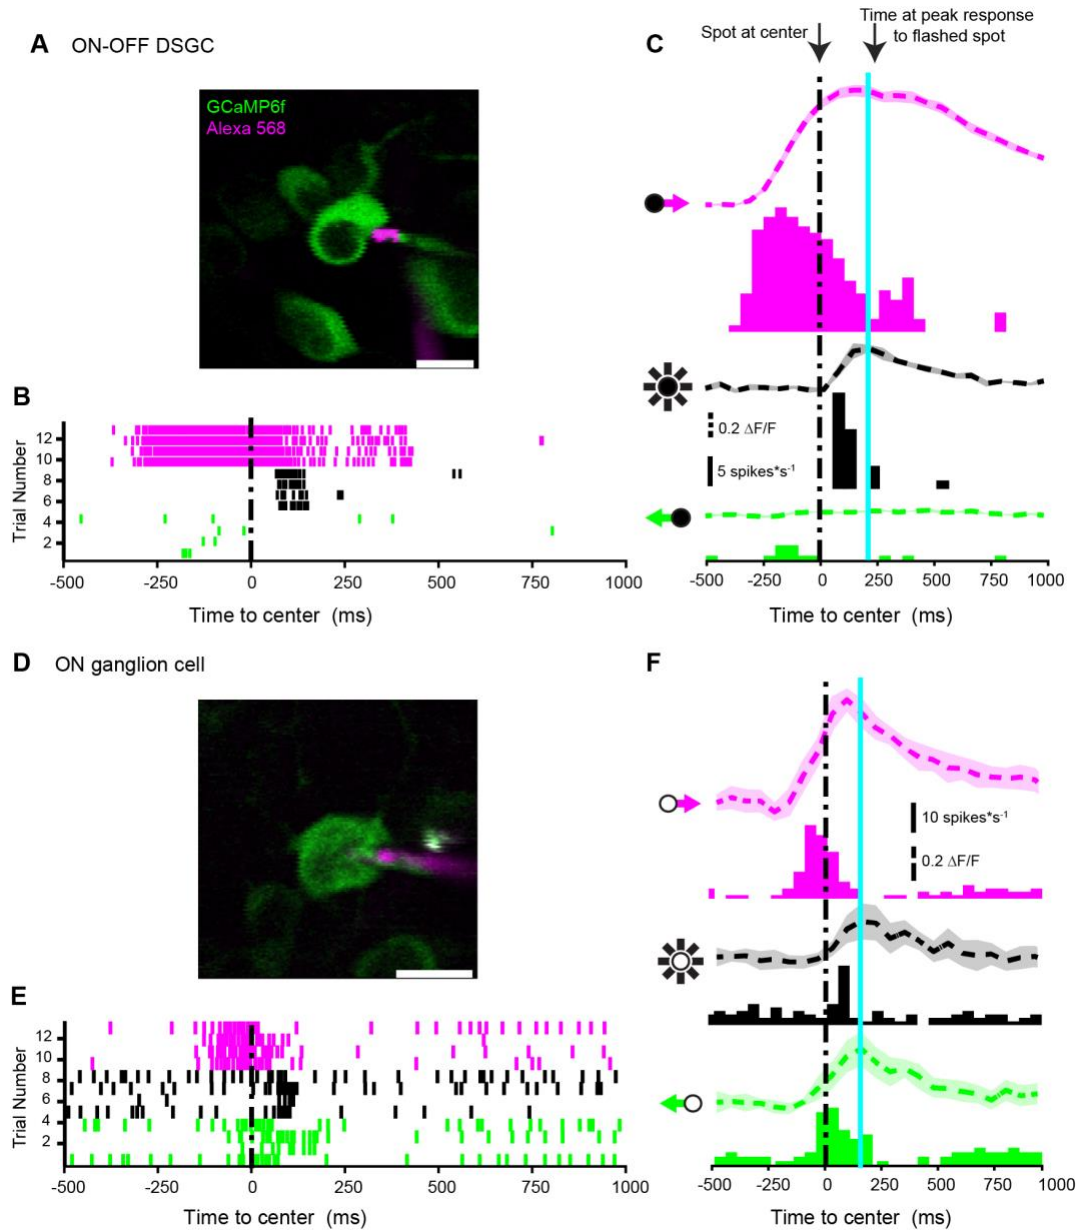 A ON-OFF DSGC
GCaMP6f
Alexa 568
B
Trial Number
12
10
8
6
4
2
-500 -250 0 250 500 750 1000
Time to center (ms)
C
Spot at center
Time at peak response
to flashed spot
0.2 ΔF/F
5 spikes*s-1
-500 -250 0 250 500 750 1000
Time to center (ms)
D ON ganglion cell
E
Trial Number
12
10
8
6
4
2
-500 -250 0 250 500 750 1000
Time to center (ms)
F
10 spikes*s-1
0.2 ΔF/F
-500 -250 0 250 500 750 1000
Time to center (ms)